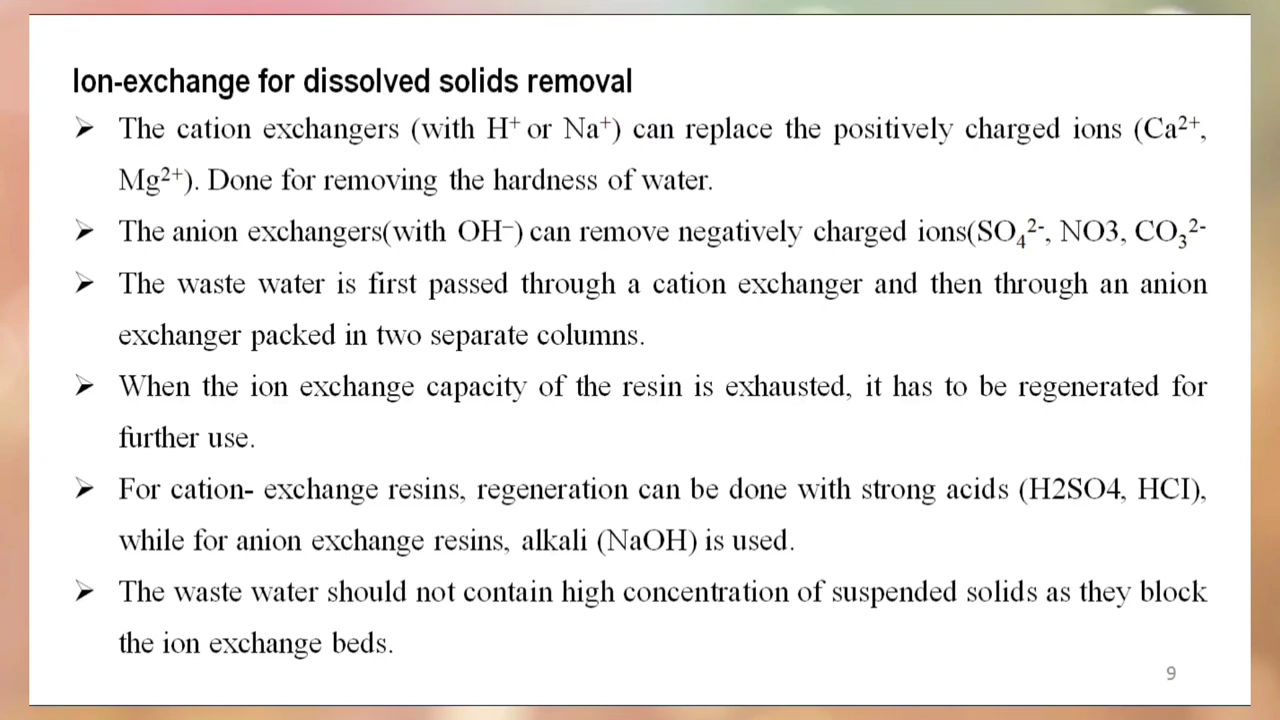 Ion-exchange for dissolved solids removal
➢ The cation exchangers (with H⁺ or Na⁺) can replace the positively charged ions (Ca²⁺,
Mg²⁺). Done for removing the hardness of water.
➢ The anion exchangers(with OH⁻) can remove negatively charged ions(SO₄²⁻, NO3, CO₃²⁻
➢ The waste water is first passed through a cation exchanger and then through an anion
exchanger packed in two separate columns.
➢ When the ion exchange capacity of the resin is exhausted, it has to be regenerated for
further use.
➢ For cation- exchange resins, regeneration can be done with strong acids (H2SO4, HCI),
while for anion exchange resins, alkali (NaOH) is used.
➢ The waste water should not contain high concentration of suspended solids as they block
the ion exchange beds.
9